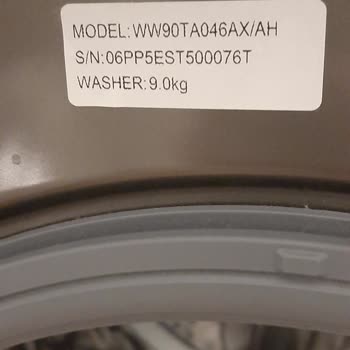 MODEL: WW90TA046AX/AH
S/N: 06PP5EST500076T
WASHER: 9.0kg